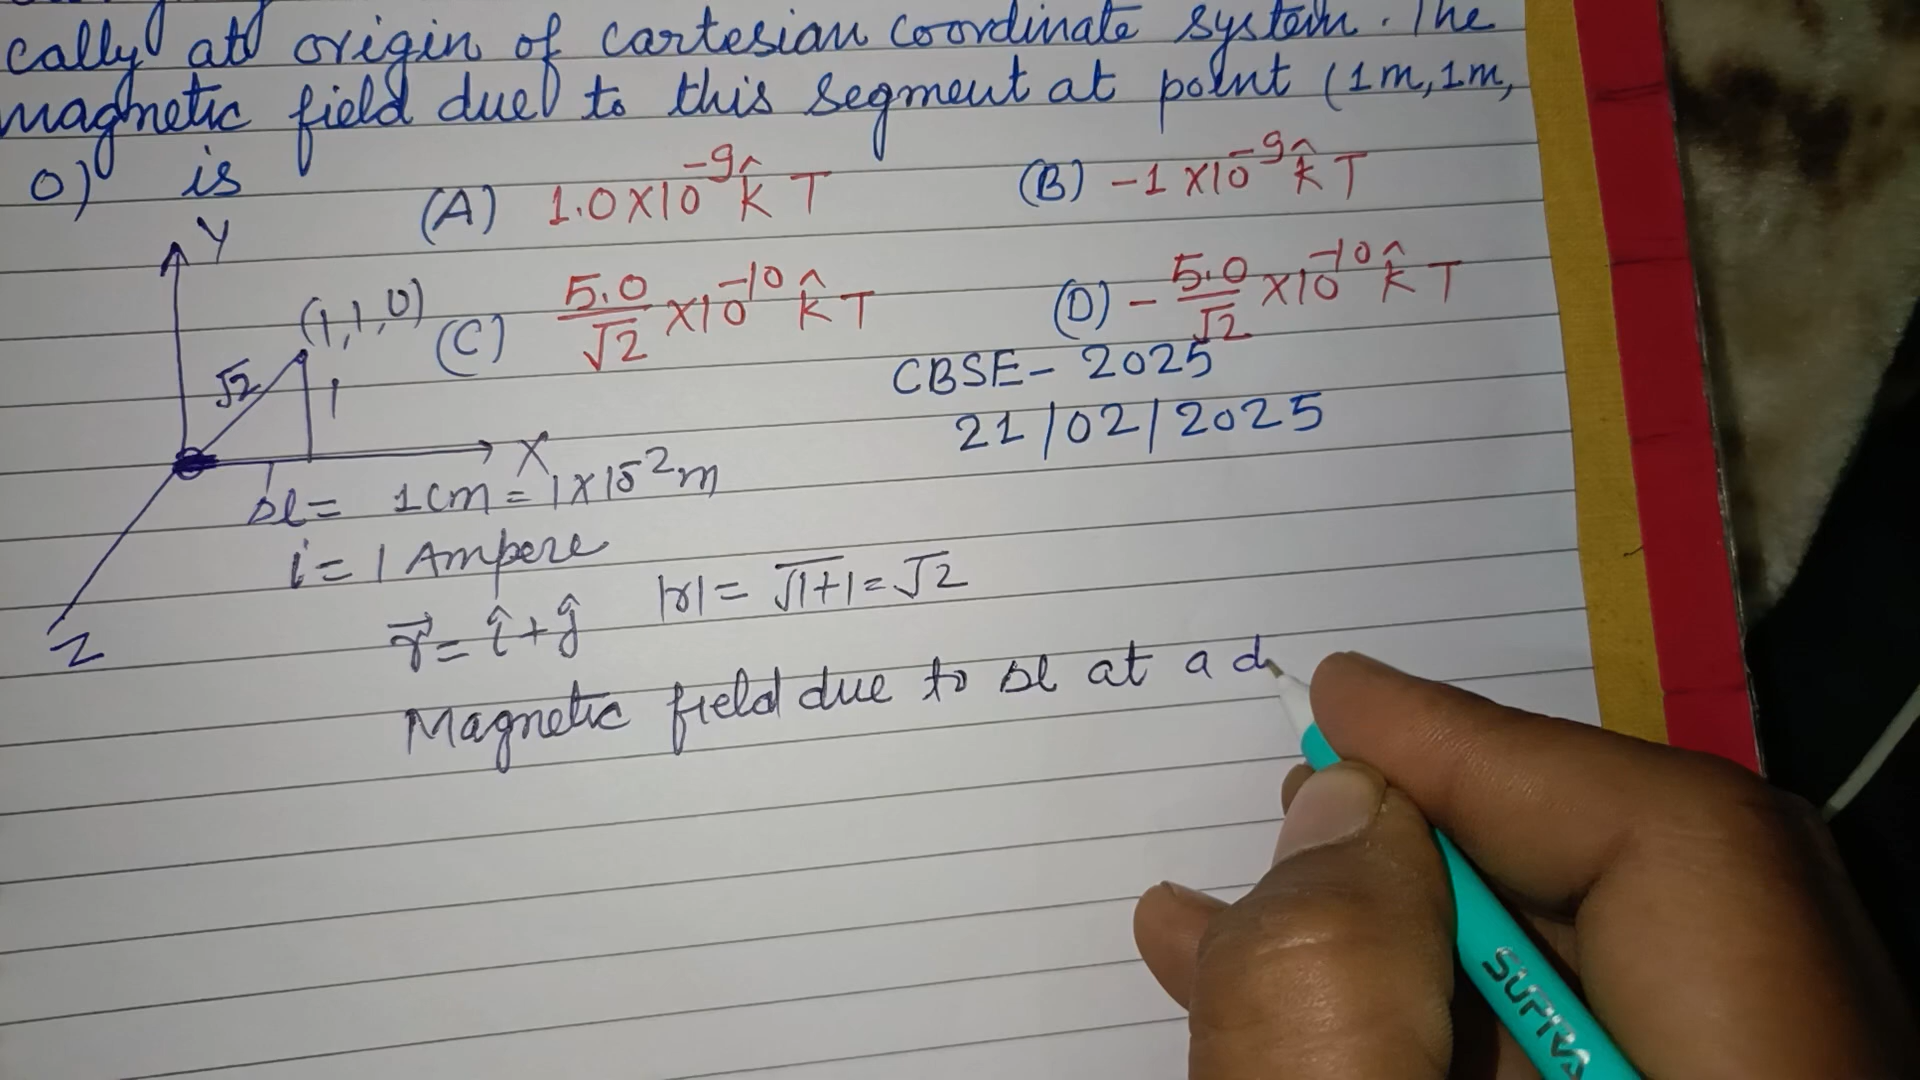 cally at origin of cartesian coordinate system. The
magnetic field due to this segment at point (1m,1m,
0) is
(A) 1.0×10⁻⁹ k̂ T (B) -1×10⁻⁹ k̂ T
Y
(1,1,0)
(C) 5.0/√2 ×10⁻¹⁰ k̂ T (D) - 5.0/√2 ×10⁻¹⁰ k̂ T
√2 1
CBSE- 2025
21/02/2025
X
Δl = 1cm = 1×10⁻²m
i = 1 Ampere
r⃗ = î+ĵ |r| = √1+1 = √2
Z
Magnetic field due to Δl at a d
SUPRA